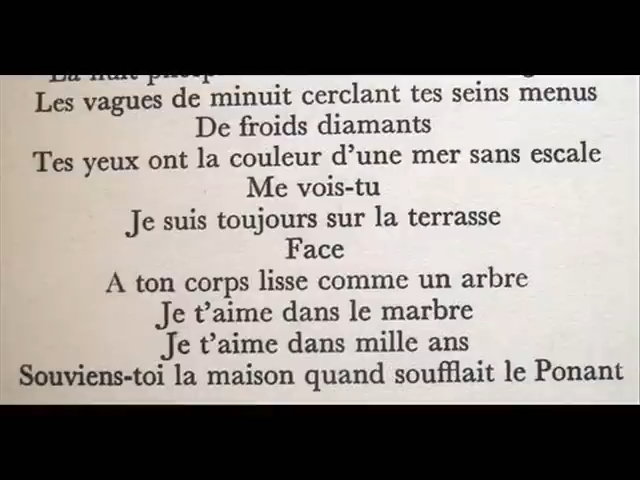 La nuit
Les vagues de minuit cerclant tes seins menus
De froids diamants
Tes yeux ont la couleur d'une mer sans escale
Me vois-tu
Je suis toujours sur la terrasse
Face
A ton corps lisse comme un arbre
Je t'aime dans le marbre
Je t'aime dans mille ans
Souviens-toi la maison quand soufflait le Ponant